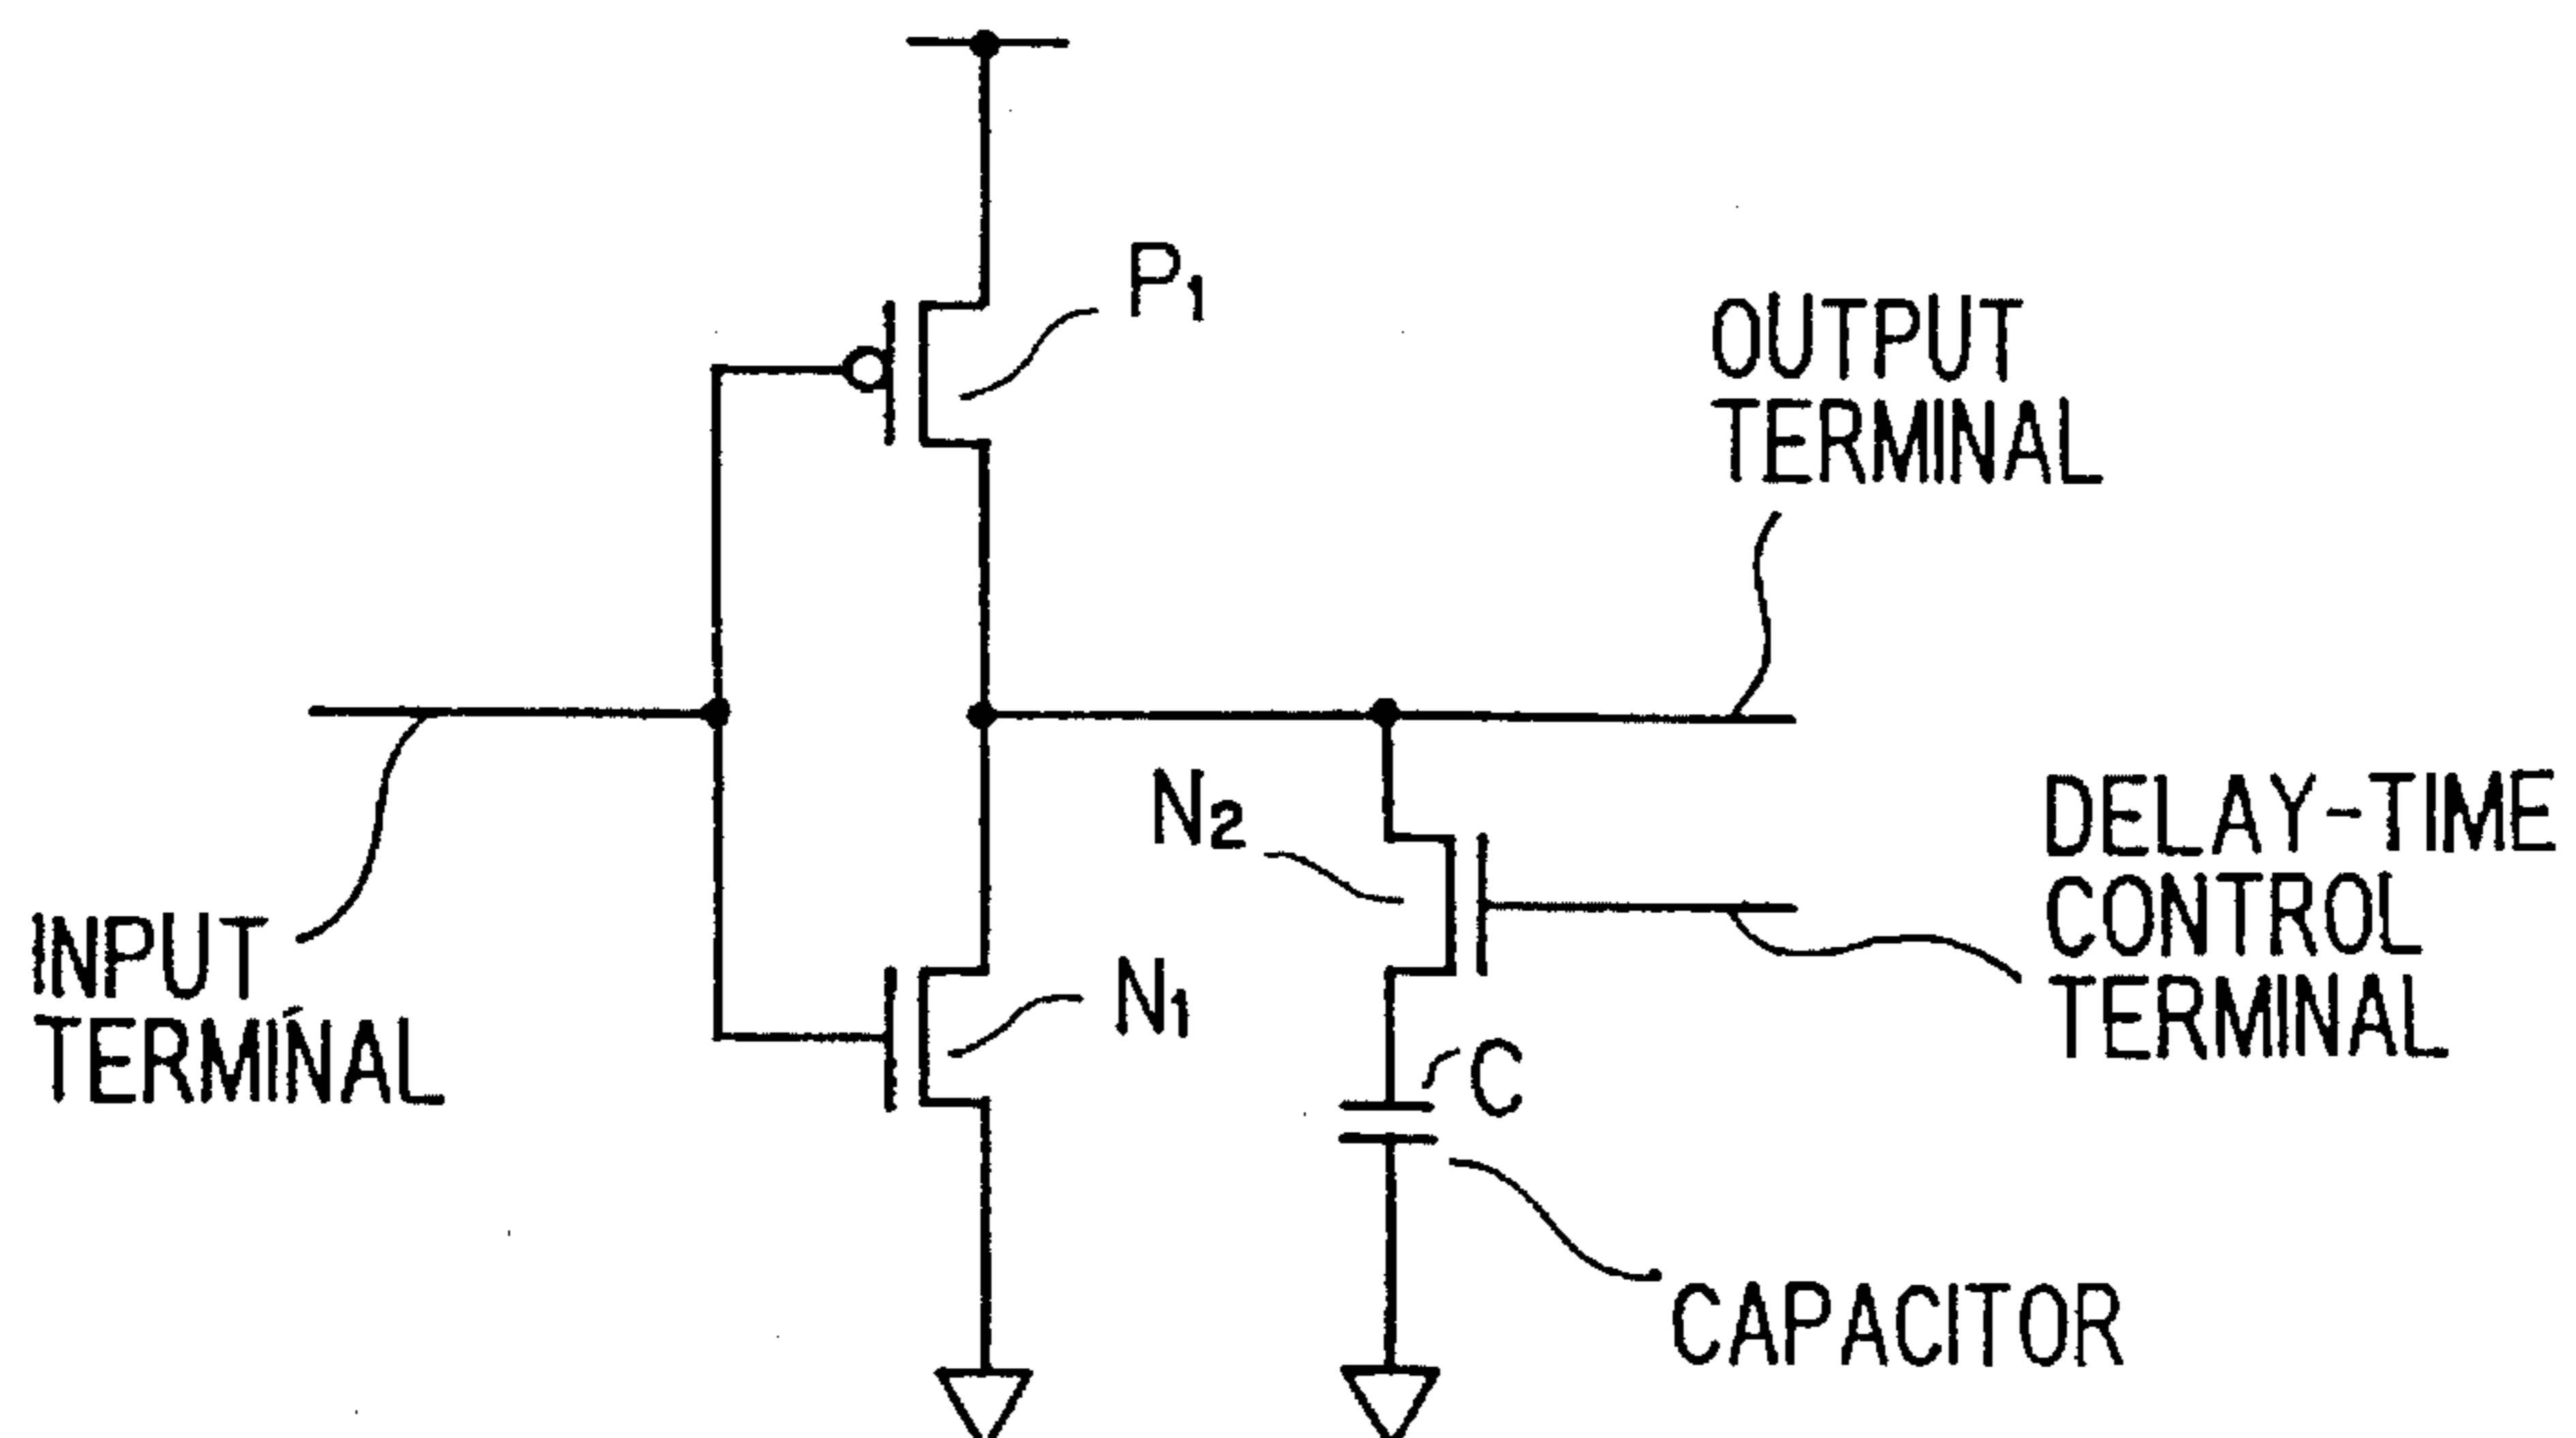 P1
OUTPUT
TERMINAL
N2
DELAY-TIME
CONTROL
TERMINAL
INPUT
TERMINAL
N1
C
CAPACITOR